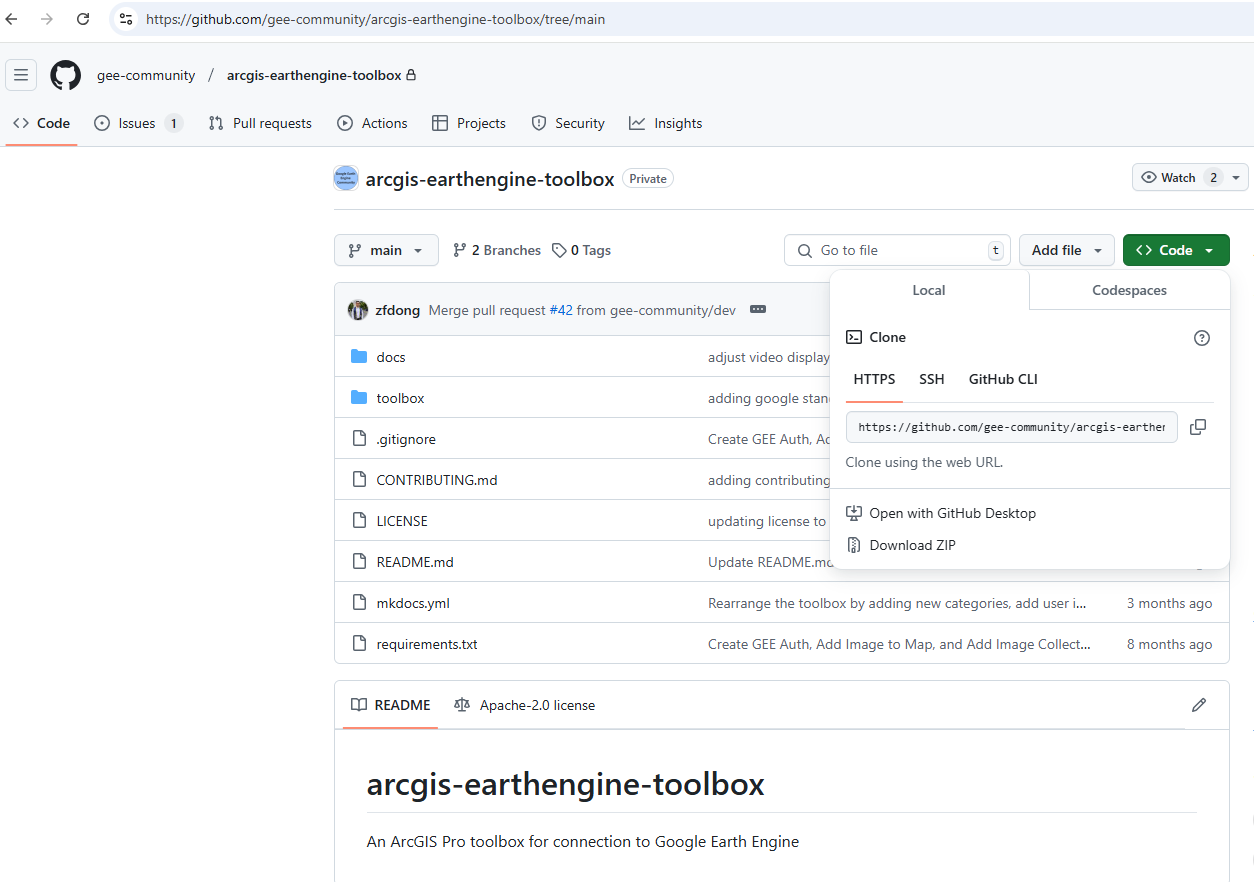 https://github.com/gee-community/arcgis-earthengine-toolbox/tree/main
gee-community / arcgis-earthengine-toolbox
Code Issues 1 Pull requests Actions Projects Security Insights
arcgis-earthengine-toolbox Private Watch 2
main 2 Branches 0 Tags Go to file t Add file Code
Local Codespaces
zfdong Merge pull request #42 from gee-community/dev
Clone
docs adjust video display
HTTPS SSH GitHub CLI
toolbox adding google stan
https://github.com/gee-community/arcgis-earther
.gitignore Create GEE Auth, Ad
Clone using the web URL.
CONTRIBUTING.md adding contributing
Open with GitHub Desktop
LICENSE updating license to
Download ZIP
README.md Update README.md
mkdocs.yml Rearrange the toolbox by adding new categories, add user i... 3 months ago
requirements.txt Create GEE Auth, Add Image to Map, and Add Image Collect... 8 months ago
README Apache-2.0 license
arcgis-earthengine-toolbox
An ArcGIS Pro toolbox for connection to Google Earth Engine